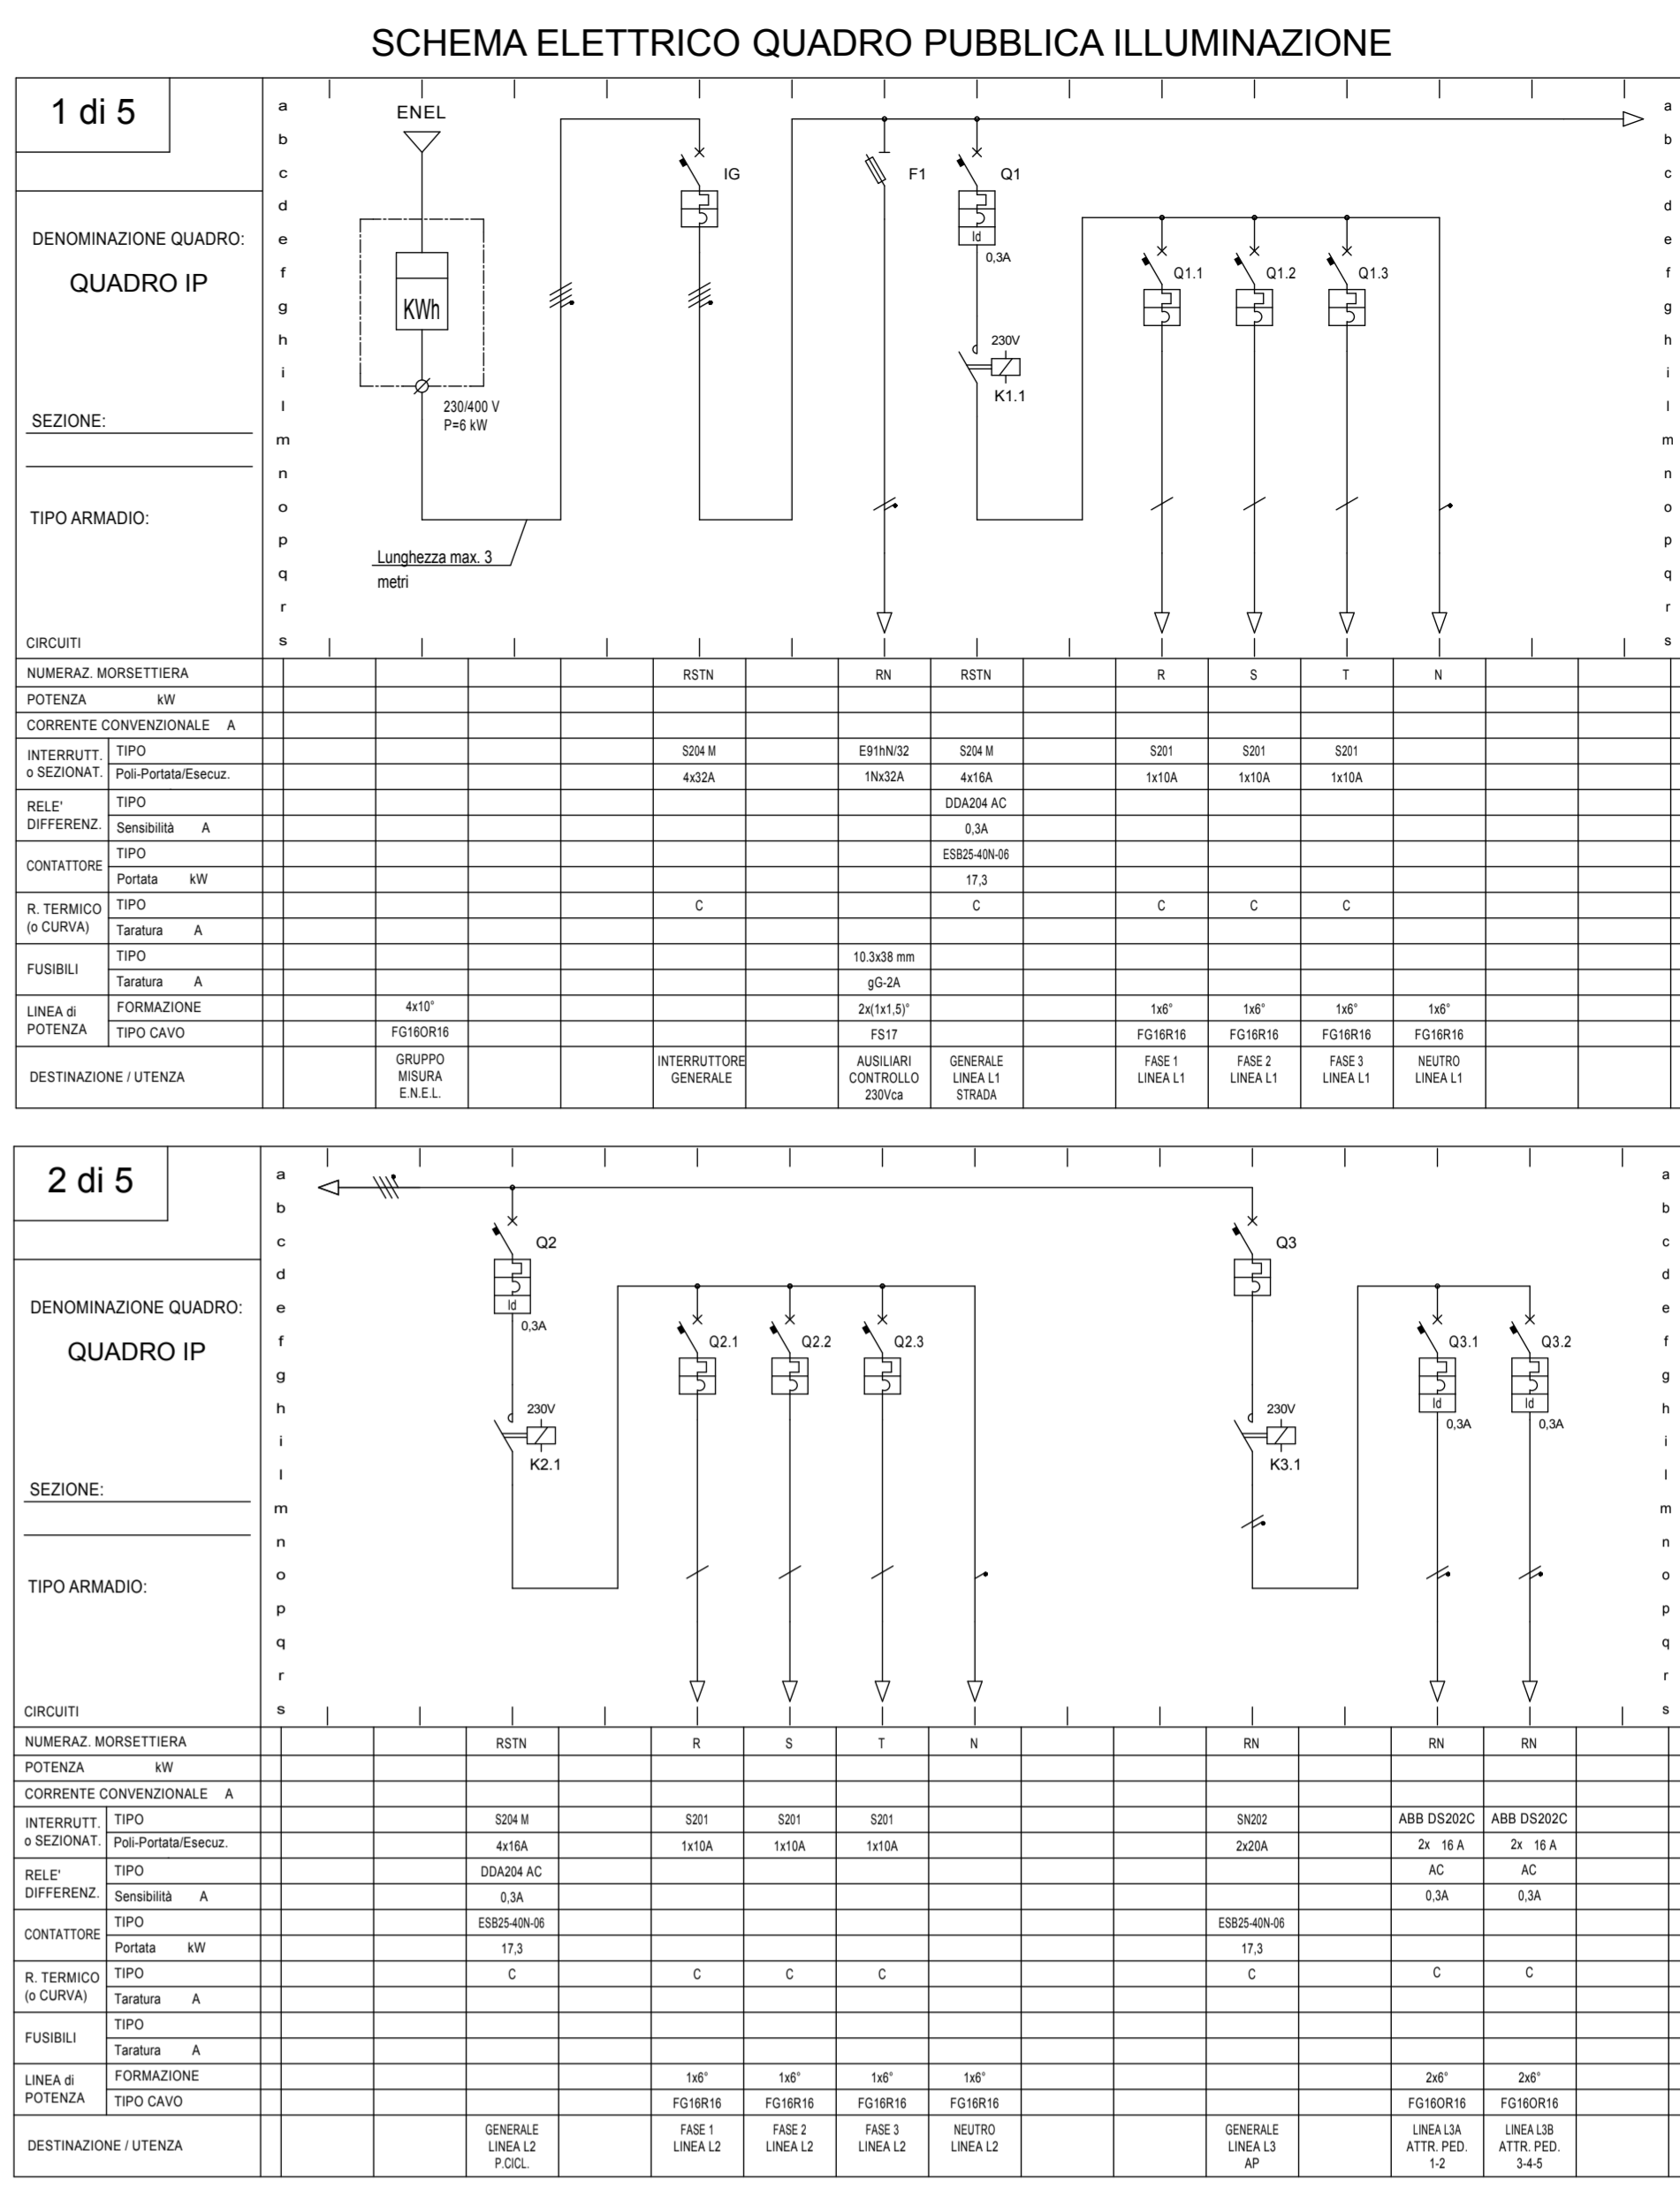 SCHEMA ELETTRICO QUADRO PUBBLICA ILLUMINAZIONE
1 di 5
DENOMINAZIONE QUADRO:
QUADRO IP
SEZIONE:
TIPO ARMADIO:
CIRCUITI
a
b
c
d
e
f
g
h
i
l
m
n
o
p
q
r
s
ENEL
KWh
230/400 V
P=6 kW
Lunghezza max. 3
metri
IG
F1
Q1
Id
0,3A
230V
K1.1
Q1.1
Q1.2
Q1.3
a
b
c
d
e
f
g
h
i
l
m
n
o
p
q
r
s
NUMERAZ. MORSETTIERA RSTN RN RSTN R S T N
POTENZA kW
CORRENTE CONVENZIONALE A
INTERRUTT.
o SEZIONAT.
TIPO S204 M E91hN/32 S204 M S201 S201 S201
Poli-Portata/Esecuz. 4x32A 1Nx32A 4x16A 1x10A 1x10A 1x10A
RELE'
DIFFERENZ.
TIPO DDA204 AC
Sensibilità A 0,3A
CONTATTORE
TIPO ESB25-40N-06
Portata kW 17,3
R. TERMICO
(o CURVA)
TIPO C C C C C
Taratura A
FUSIBILI
TIPO 10.3x38 mm
Taratura A gG-2A
LINEA di
POTENZA
FORMAZIONE 4x10° 2x(1x1,5)° 1x6° 1x6° 1x6° 1x6°
TIPO CAVO FG16OR16 FS17 FG16R16 FG16R16 FG16R16 FG16R16
DESTINAZIONE / UTENZA
GRUPPO
MISURA
E.N.E.L.
INTERRUTTORE
GENERALE
AUSILIARI
CONTROLLO
230Vca
GENERALE
LINEA L1
STRADA
FASE 1
LINEA L1
FASE 2
LINEA L1
FASE 3
LINEA L1
NEUTRO
LINEA L1
2 di 5
DENOMINAZIONE QUADRO:
QUADRO IP
SEZIONE:
TIPO ARMADIO:
CIRCUITI
a
b
c
d
e
f
g
h
i
l
m
n
o
p
q
r
s
Q2
Id
0,3A
230V
K2.1
Q2.1
Q2.2
Q2.3
Q3
230V
K3.1
Q3.1
Id
0,3A
Q3.2
Id
0,3A
a
b
c
d
e
f
g
h
i
l
m
n
o
p
q
r
s
NUMERAZ. MORSETTIERA RSTN R S T N RN RN RN
POTENZA kW
CORRENTE CONVENZIONALE A
INTERRUTT.
o SEZIONAT.
TIPO S204 M S201 S201 S201 SN202 ABB DS202C ABB DS202C
Poli-Portata/Esecuz. 4x16A 1x10A 1x10A 1x10A 2x20A 2x 16 A 2x 16 A
RELE'
DIFFERENZ.
TIPO DDA204 AC AC AC
Sensibilità A 0,3A 0,3A 0,3A
CONTATTORE
TIPO ESB25-40N-06 ESB25-40N-06
Portata kW 17,3 17,3
R. TERMICO
(o CURVA)
TIPO C C C C C C C
Taratura A
FUSIBILI
TIPO
Taratura A
LINEA di
POTENZA
FORMAZIONE 1x6° 1x6° 1x6° 1x6° 2x6° 2x6°
TIPO CAVO FG16R16 FG16R16 FG16R16 FG16R16 FG16OR16 FG16OR16
DESTINAZIONE / UTENZA
GENERALE
LINEA L2
P.CICL.
FASE 1
LINEA L2
FASE 2
LINEA L2
FASE 3
LINEA L2
NEUTRO
LINEA L2
GENERALE
LINEA L3
AP
LINEA L3A
ATTR. PED.
1-2
LINEA L3B
ATTR. PED.
3-4-5